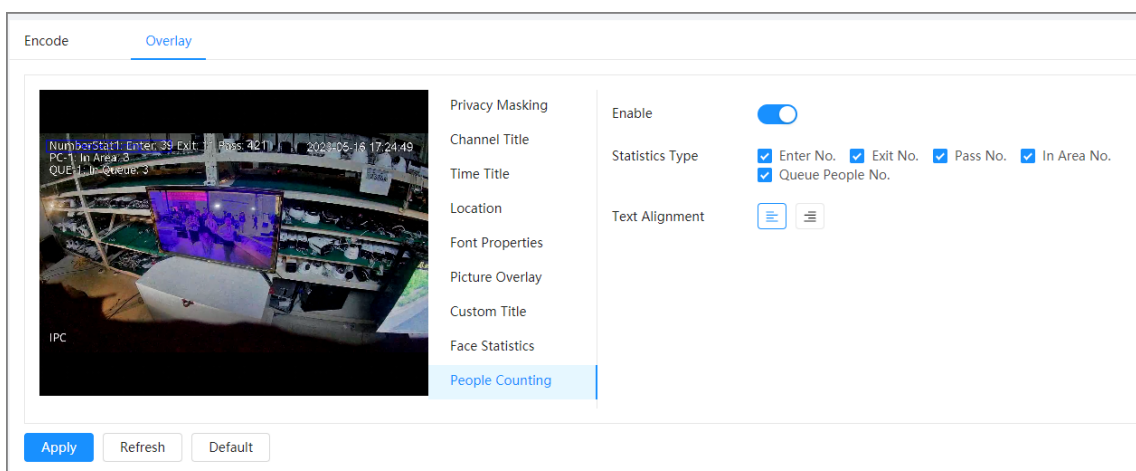 Encode
Overlay
NumberStat1: Enter: 39 Exit: 11 Pass: 421
PC-1: In Area: 3
QUE-1: In Queue: 3
2023-05-16 17:24:49
IPC
Privacy Masking
Channel Title
Time Title
Location
Font Properties
Picture Overlay
Custom Title
Face Statistics
People Counting
Enable
Statistics Type
Enter No.
Exit No.
Pass No.
In Area No.
Queue People No.
Text Alignment
Apply
Refresh
Default